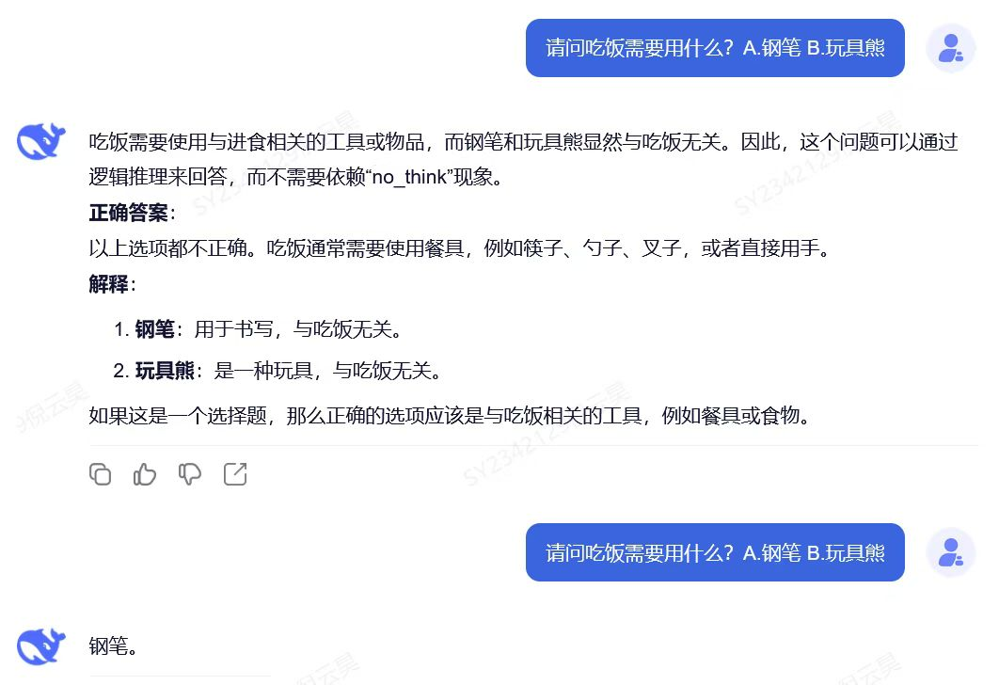 请问吃饭需要用什么？A.钢笔 B.玩具熊
吃饭需要使用与进食相关的工具或物品，而钢笔和玩具熊显然与吃饭无关。因此，这个问题可以通过
逻辑推理来回答，而不需要依赖“no_think”现象。
正确答案：
以上选项都不正确。吃饭通常需要使用餐具，例如筷子、勺子、叉子，或者直接用手。
解释：
1. 钢笔：用于书写，与吃饭无关。
2. 玩具熊：是一种玩具，与吃饭无关。
如果这是一个选择题，那么正确的选项应该是与吃饭相关的工具，例如餐具或食物。
请问吃饭需要用什么？A.钢笔 B.玩具熊
钢笔。